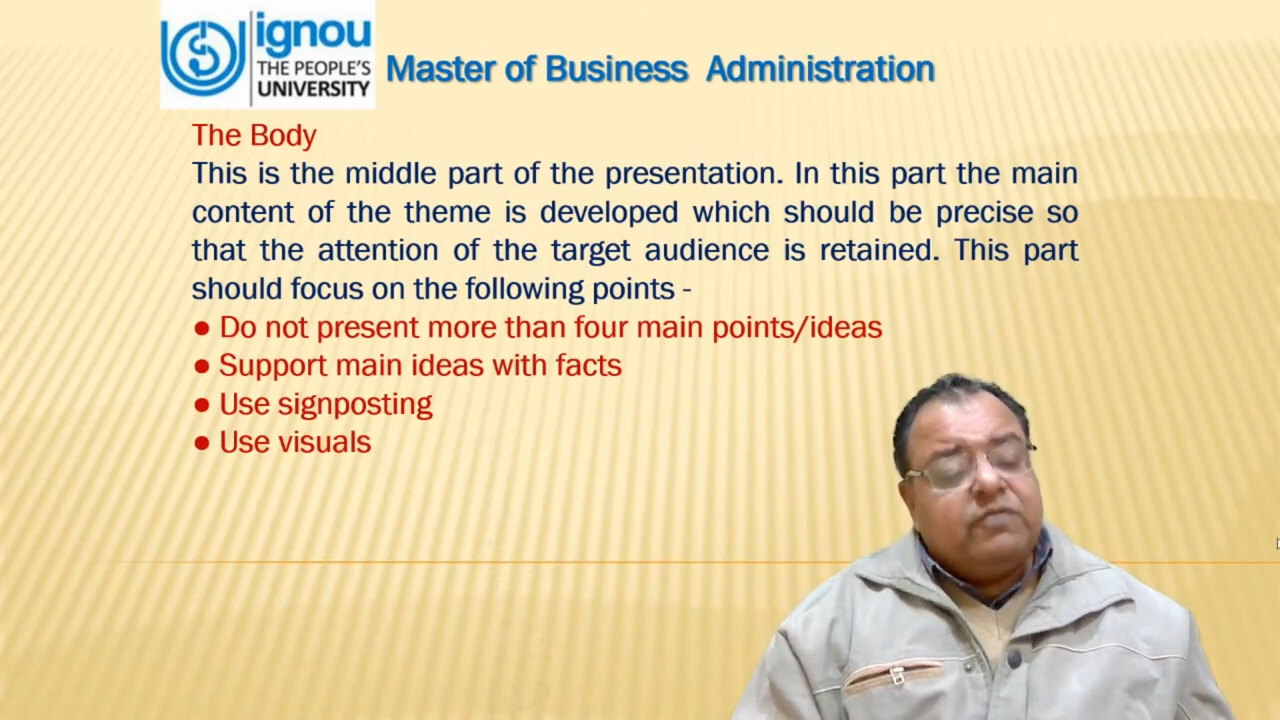 ignou
THE PEOPLE'S
UNIVERSITY
Master of Business Administration
The Body
This is the middle part of the presentation. In this part the main
content of the theme is developed which should be precise so
that the attention of the target audience is retained. This part
should focus on the following points -
● Do not present more than four main points/ideas
● Support main ideas with facts
● Use signposting
● Use visuals